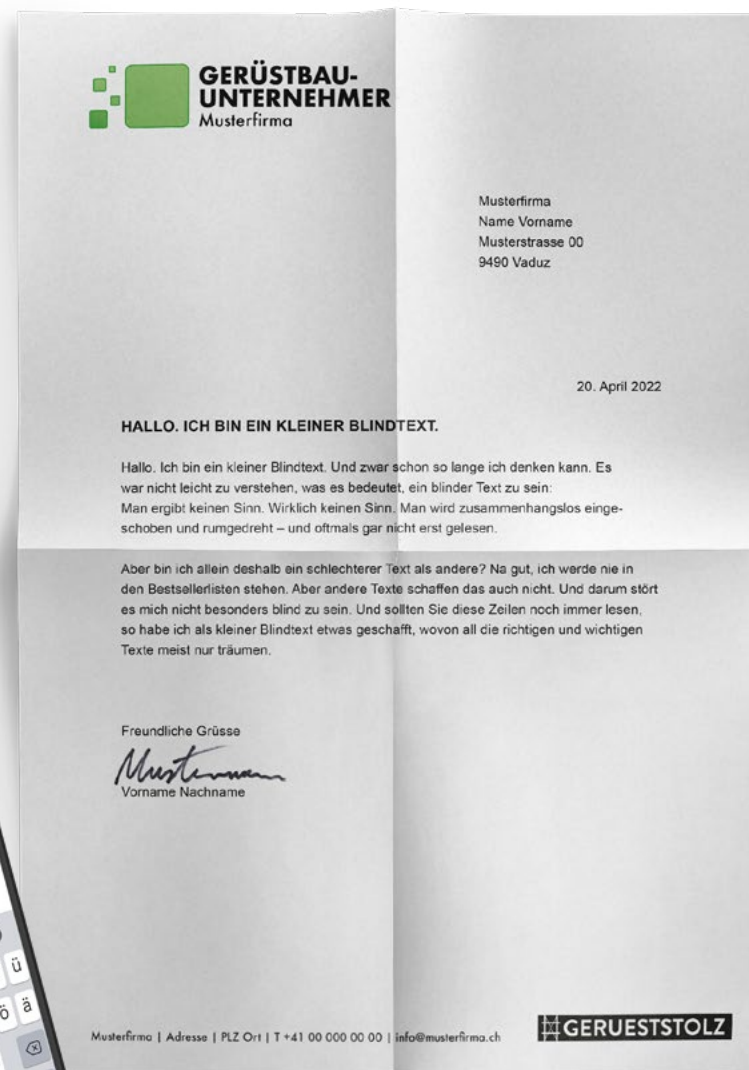 GERÜSTBAU-
UNTERNEHMER
Musterfirma
Musterfirma
Name Vorname
Musterstrasse 00
9490 Vaduz
20. April 2022
HALLO. ICH BIN EIN KLEINER BLINDTEXT.
Hallo. Ich bin ein kleiner Blindtext. Und zwar schon so lange ich denken kann. Es
war nicht leicht zu verstehen, was es bedeutet, ein blinder Text zu sein:
Man ergibt keinen Sinn. Wirklich keinen Sinn. Man wird zusammenhangslos einge-
schoben und rumgedreht – und oftmals gar nicht erst gelesen.
Aber bin ich allein deshalb ein schlechterer Text als andere? Na gut, ich werde nie in
den Bestsellerlisten stehen. Aber andere Texte schaffen das auch nicht. Und darum stört
es mich nicht besonders blind zu sein. Und sollten Sie diese Zeilen noch immer lesen,
so habe ich als kleiner Blindtext etwas geschafft, wovon all die richtigen und wichtigen
Texte meist nur träumen.
Freundliche Grüsse
Mustermann
Vorname Nachname
ü
ö ä
Musterfirma | Adresse | PLZ Ort | T +41 00 000 00 00 | info@musterfirma.ch
GERUESTSTOLZ